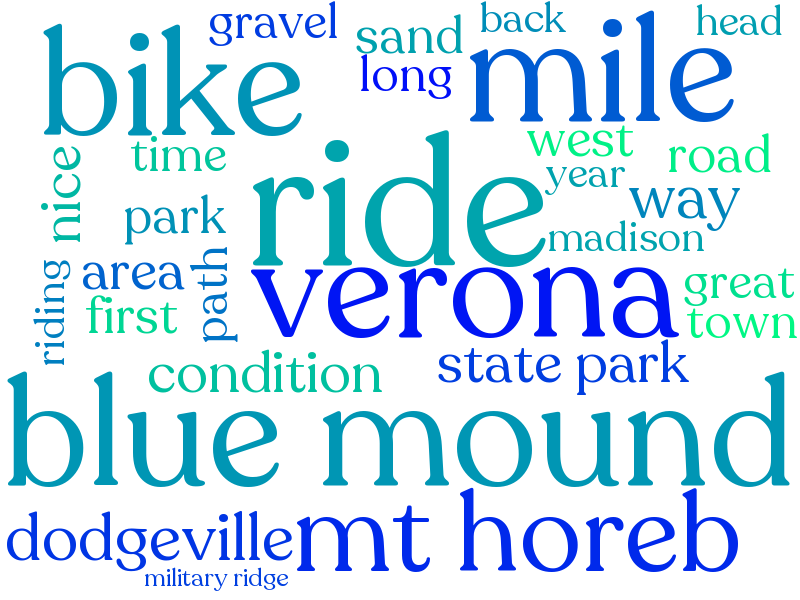 gravel
back
head
bike
sand
mile
long
time
ride
west
road
nice
year
way
park
madison
riding
area
path
verona
great
first
town
state park
condition
blue mound
dodgeville
mt horeb
military ridge